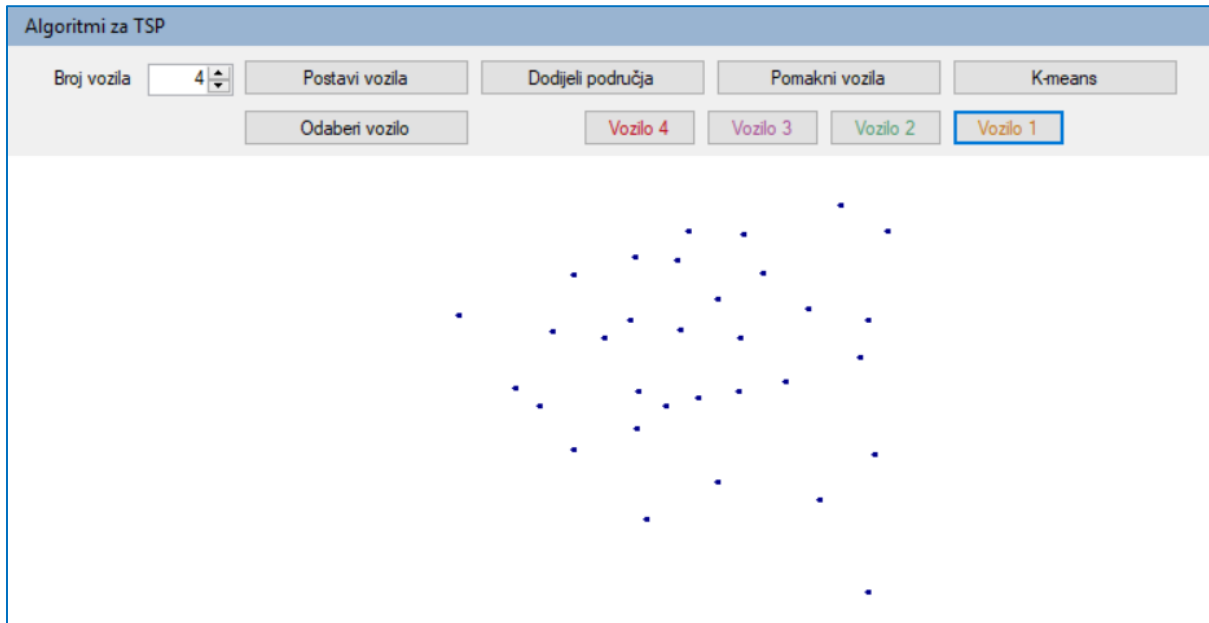 Algoritmi za TSP
Broj vozila 4 Postavi vozila Dodijeli područja Pomakni vozila K-means
Odaberi vozilo Vozilo 4 Vozilo 3 Vozilo 2 Vozilo 1